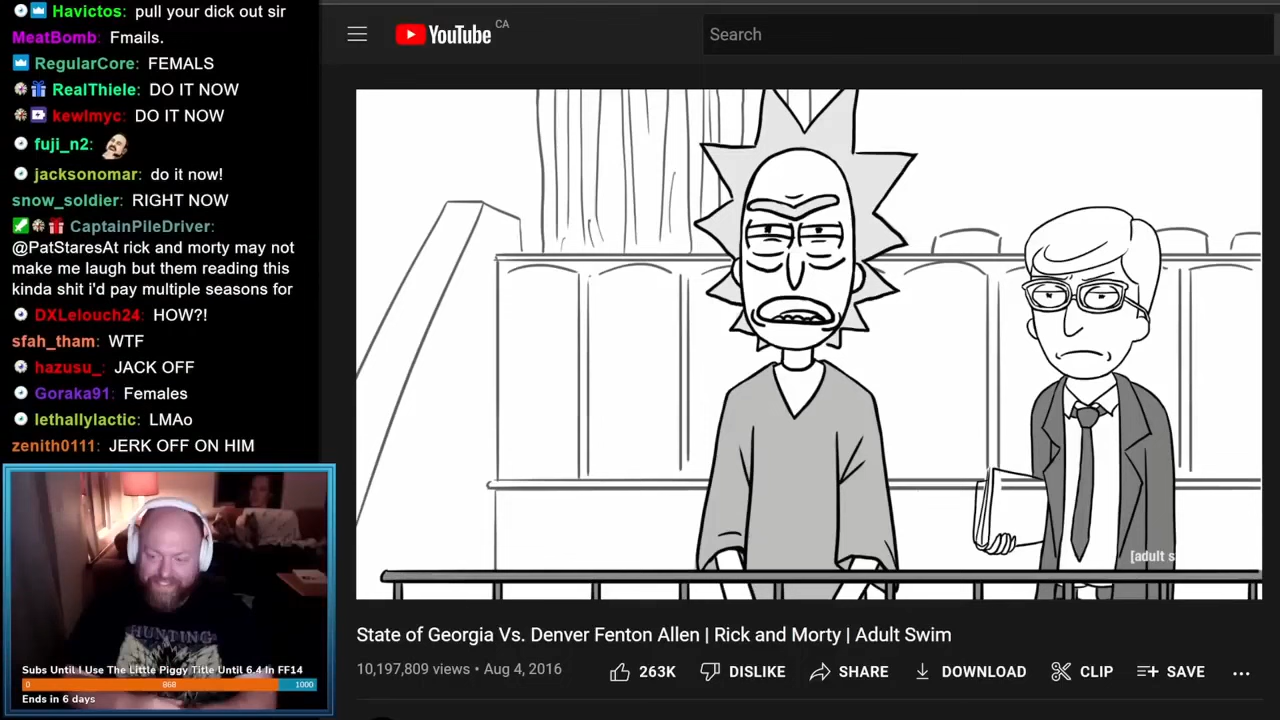 Havictos: pull your dick out sir
MeatBomb: Fmails.
RegularCore: FEMALS
RealThiele: DO IT NOW
kewlmyc: DO IT NOW
fuji_n2:
jacksonomar: do it now!
snow_soldier: RIGHT NOW
CaptainPileDriver:
@PatStaresAt rick and morty may not
make me laugh but them reading this
kinda shit i'd pay multiple seasons for
DXLelouch24: HOW?!
sfah_tham: WTF
hazusu_: JACK OFF
Goraka91: Females
lethallylactic: LMAo
zenith0111: JERK OFF ON HIM
HUNTING
Subs Until I Use The Little Piggy Title Until 6.4 In FF14
0 868 1000
Ends in 6 days
YouTube CA
Search
[adult s
State of Georgia Vs. Denver Fenton Allen | Rick and Morty | Adult Swim
10,197,809 views • Aug 4, 2016
263K DISLIKE SHARE DOWNLOAD CLIP SAVE ...